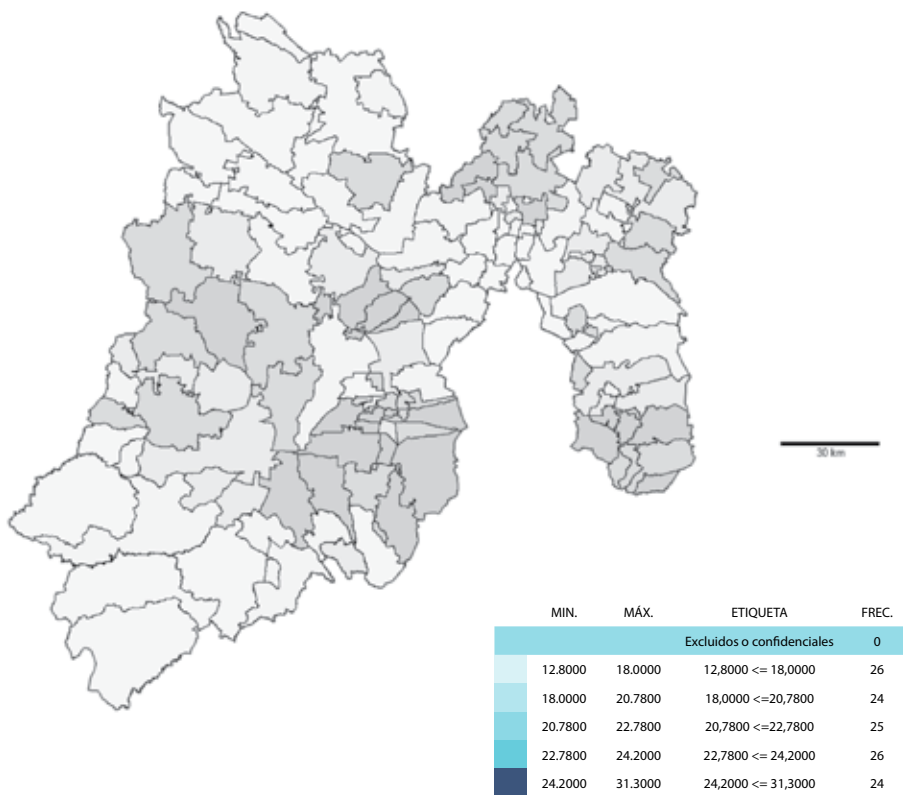 30 km
MIN. MÁX. ETIQUETA FREC.
Excluidos o confidenciales 0
12.8000 18.0000 12,8000 <= 18,0000 26
18.0000 20.7800 18,0000 <=20,7800 24
20.7800 22.7800 20,7800 <=22,7800 25
22.7800 24.2000 22,7800 <= 24,2000 26
24.2000 31.3000 24,2000 <= 31,3000 24